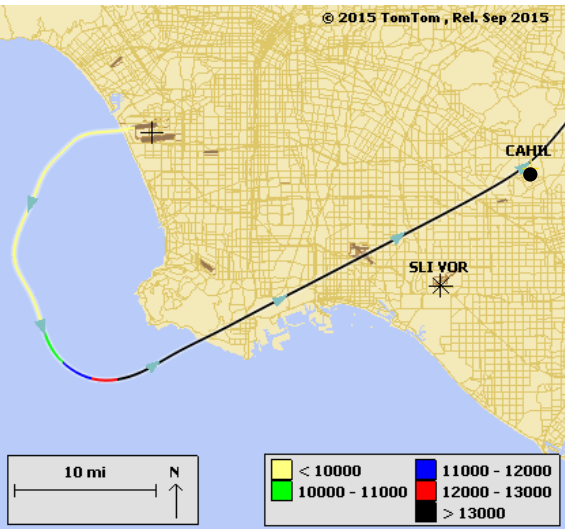 © 2015 TomTom , Rel. Sep 2015
CAHIL
SLI VOR
10 mi
N
< 10000
10000 - 11000
11000 - 12000
12000 - 13000
> 13000